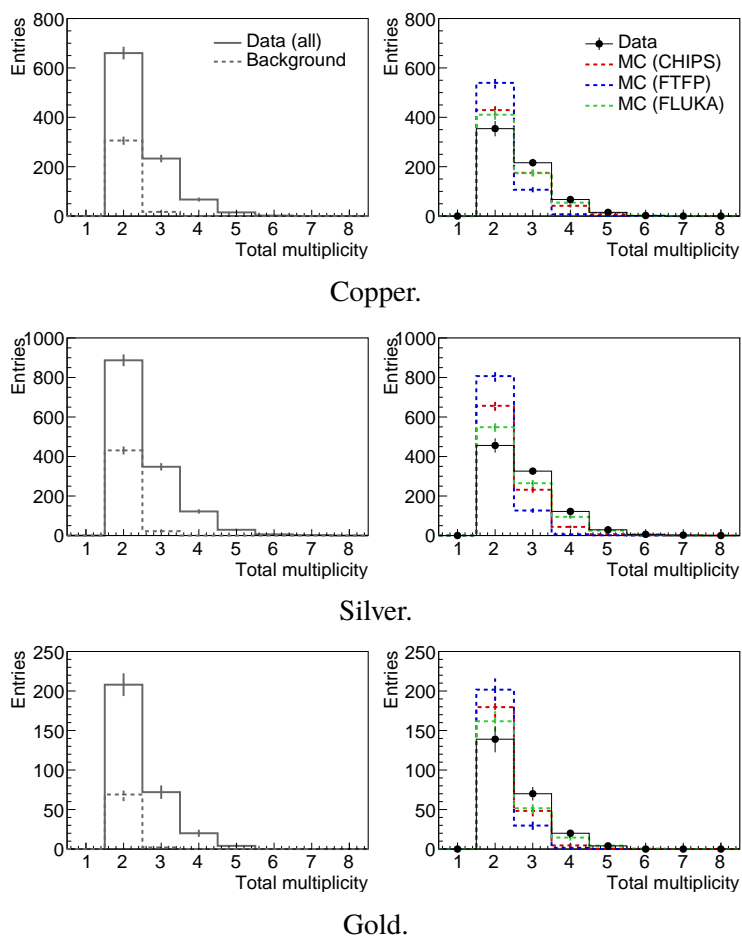 Entries
800
600
400
200
0
Data (all)
Background
1 2 3 4 5 6 7 8
Total multiplicity
Entries
800
600
400
200
0
Data
MC (CHIPS)
MC (FTFP)
MC (FLUKA)
1 2 3 4 5 6 7 8
Total multiplicity
Copper.
Entries
1000
800
600
400
200
0
1 2 3 4 5 6 7 8
Total multiplicity
Entries
1000
800
600
400
200
0
1 2 3 4 5 6 7 8
Total multiplicity
Silver.
Entries
250
200
150
100
50
0
1 2 3 4 5 6 7 8
Total multiplicity
Entries
250
200
150
100
50
0
1 2 3 4 5 6 7 8
Total multiplicity
Gold.